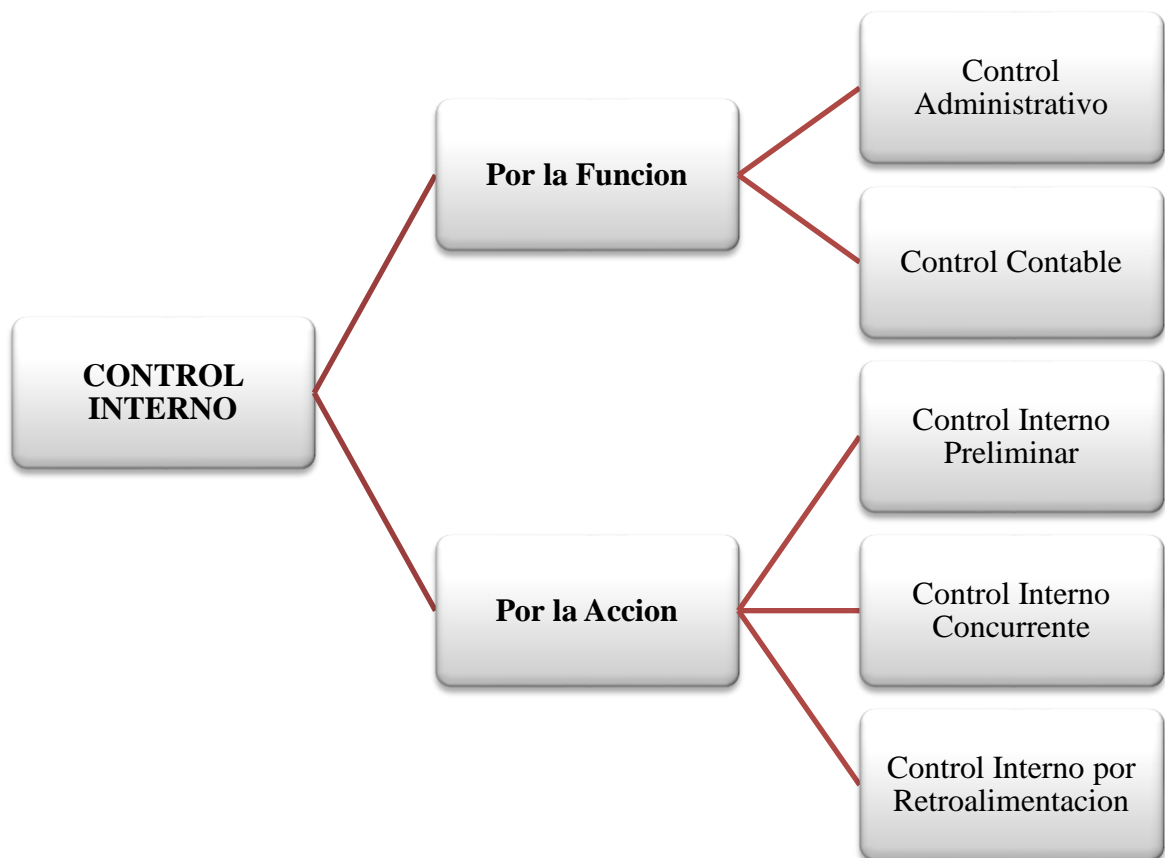 CONTROL
INTERNO
Por la Funcion
Control
Administrativo
Control Contable
Por la Accion
Control Interno
Preliminar
Control Interno
Concurrente
Control Interno por
Retroalimentacion